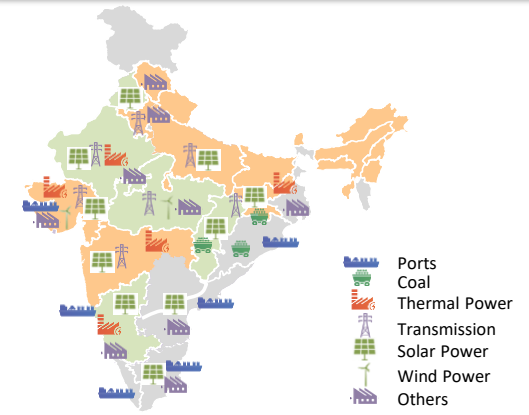 Ports
Coal
Thermal Power
Transmission
Solar Power
Wind Power
Others